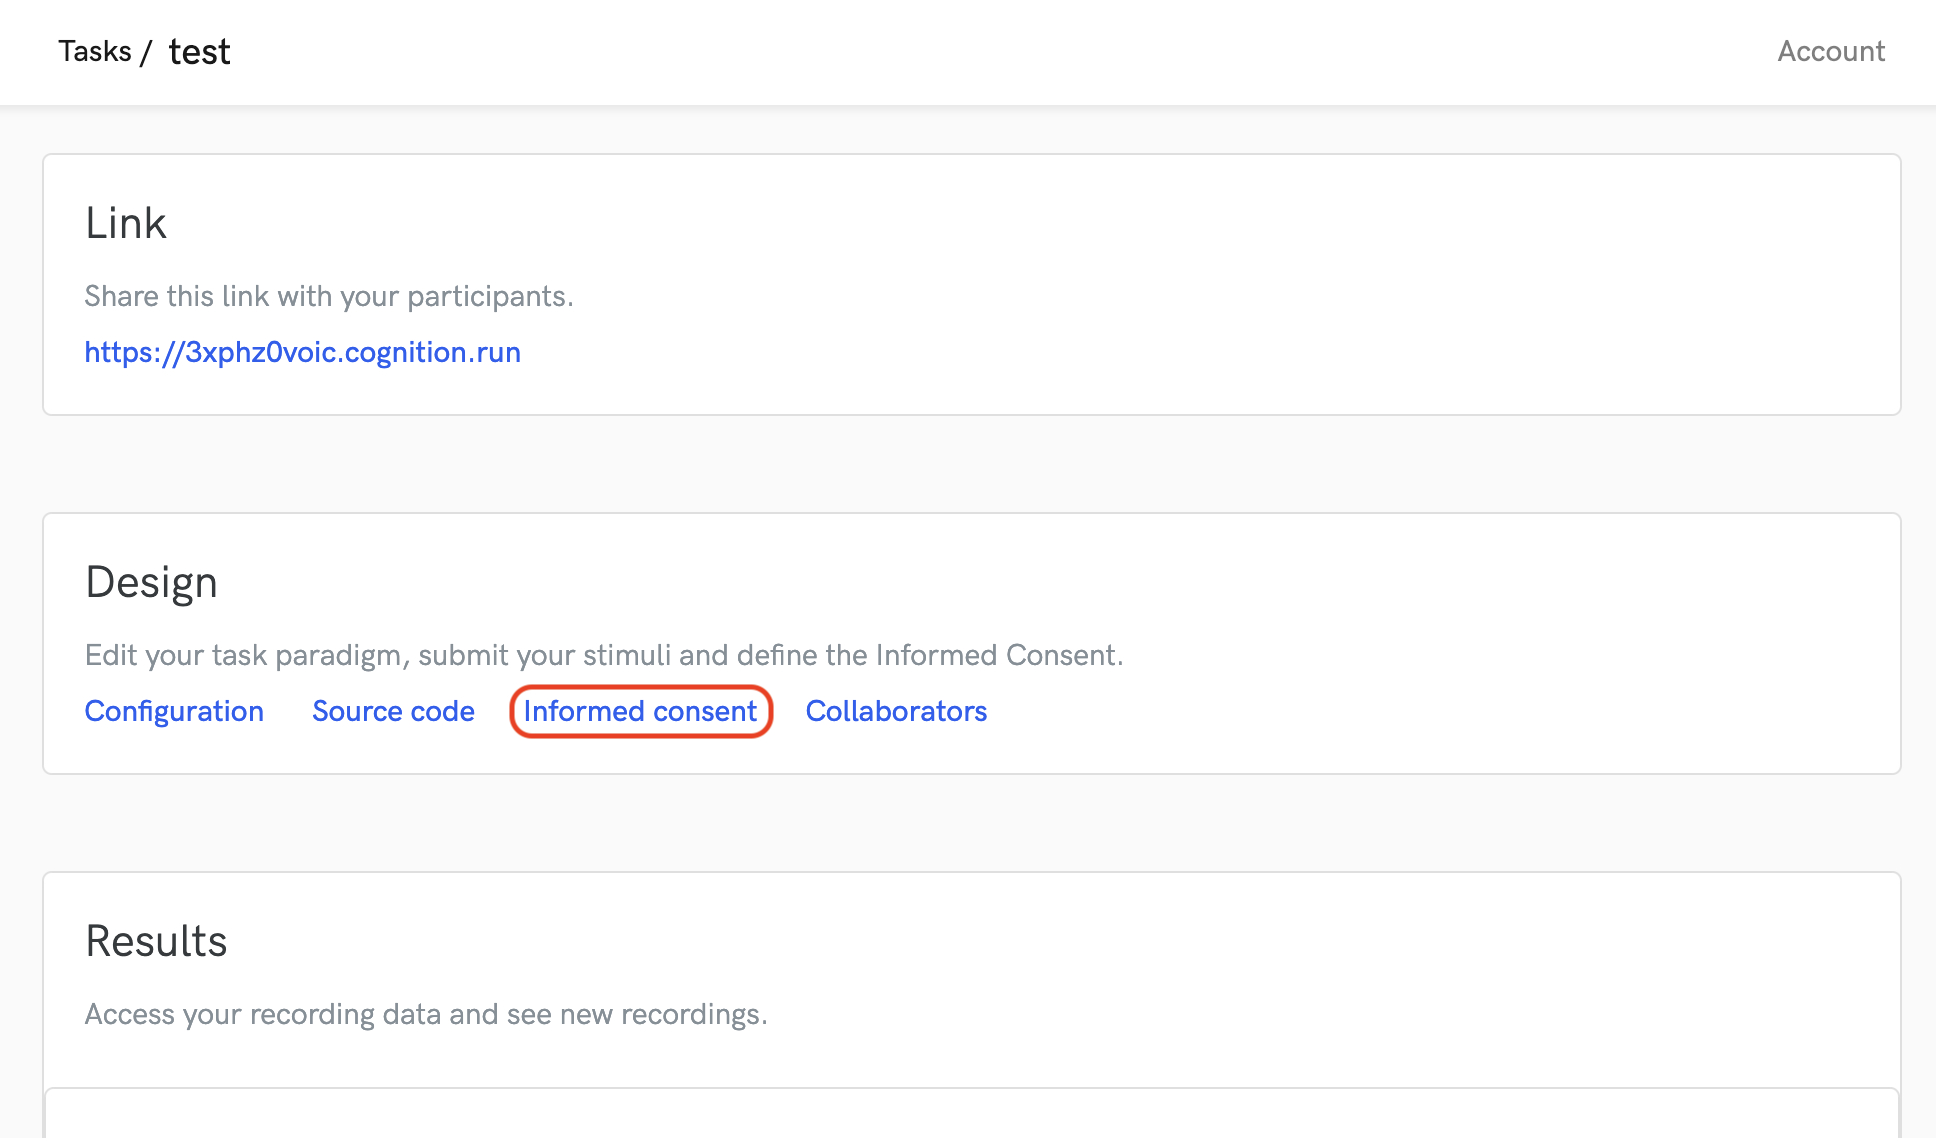 Tasks / test
Account
Link
Share this link with your participants.
https://3xphz0voic.cognition.run
Design
Edit your task paradigm, submit your stimuli and define the Informed Consent.
Configuration Source code Informed consent Collaborators
Results
Access your recording data and see new recordings.